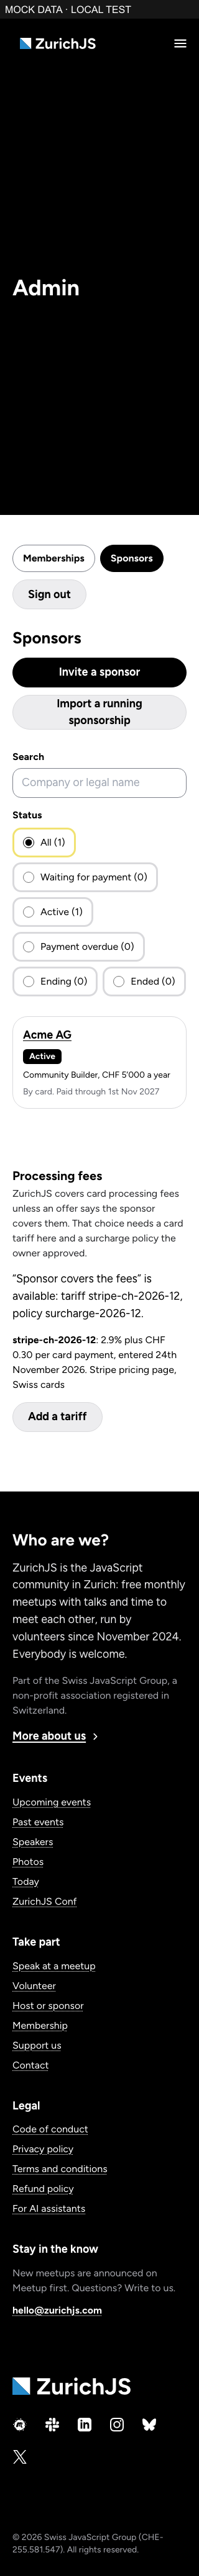 MOCK DATA · LOCAL TEST
ZurichJS
Admin
Memberships
Sponsors
Sign out
Sponsors
Invite a sponsor
Import a running
sponsorship
Search
Company or legal name
Status
All (1)
Waiting for payment (0)
Active (1)
Payment overdue (0)
Ending (0)
Ended (0)
Acme AG
Active
Community Builder, CHF 5'000 a year
By card. Paid through 1st Nov 2027
Processing fees
ZurichJS covers card processing fees
unless an offer says the sponsor
covers them. That choice needs a card
tariff here and a surcharge policy the
owner approved.
“Sponsor covers the fees” is
available: tariff stripe-ch-2026-12,
policy surcharge-2026-12.
stripe-ch-2026-12: 2.9% plus CHF
0.30 per card payment, entered 24th
November 2026. Stripe pricing page,
Swiss cards
Add a tariff
Who are we?
ZurichJS is the JavaScript
community in Zurich: free monthly
meetups with talks and time to
meet each other, run by
volunteers since November 2024.
Everybody is welcome.
Part of the Swiss JavaScript Group, a
non-profit association registered in
Switzerland.
More about us
Events
Upcoming events
Past events
Speakers
Photos
Today
ZurichJS Conf
Take part
Speak at a meetup
Volunteer
Host or sponsor
Membership
Support us
Contact
Legal
Code of conduct
Privacy policy
Terms and conditions
Refund policy
For AI assistants
Stay in the know
New meetups are announced on
Meetup first. Questions? Write to us.
hello@zurichjs.com
ZurichJS
© 2026 Swiss JavaScript Group (CHE-
255.581.547). All rights reserved.